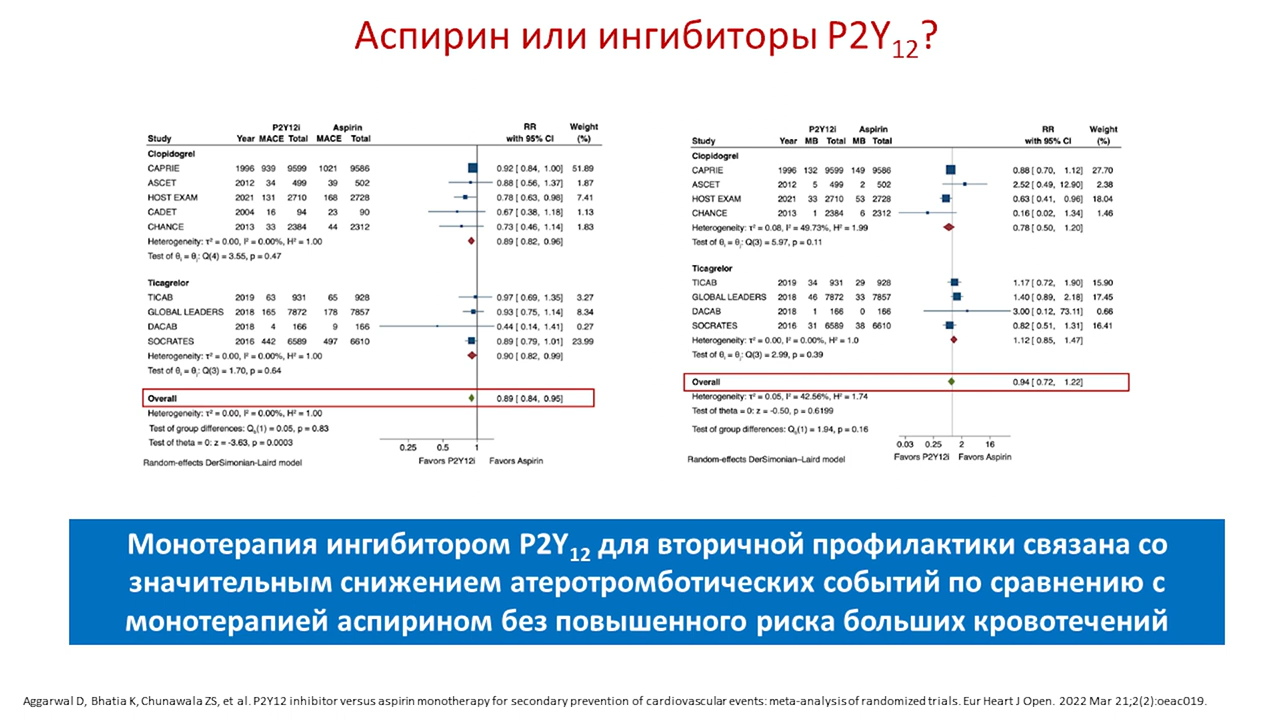 Аспирин или ингибиторы P2Y12?
P2Y12i Aspirin RR Weight
Study Year MACE Total MACE Total with 95% CI (%)
Clopidogrel
CAPRIE 1996 939 9599 1021 9586 0.92 [ 0.84, 1.00] 51.89
ASCET 2012 34 499 39 502 0.88 [ 0.56, 1.37] 1.87
HOST EXAM 2021 131 2710 168 2728 0.78 [ 0.63, 0.98] 7.41
CADET 2004 16 94 23 90 0.67 [ 0.38, 1.18] 1.13
CHANCE 2013 33 2384 44 2312 0.73 [ 0.46, 1.14] 1.83
Heterogeneity: τ² = 0.00, I² = 0.00%, H² = 1.00 0.89 [ 0.82, 0.96]
Test of θi = θj: Q(4) = 3.55, p = 0.47
Ticagrelor
TICAB 2019 63 931 65 928 0.97 [ 0.69, 1.35] 3.27
GLOBAL LEADERS 2018 165 7872 178 7857 0.93 [ 0.75, 1.14] 8.34
DACAB 2018 4 166 9 166 0.44 [ 0.14, 1.41] 0.27
SOCRATES 2016 442 6589 497 6610 0.89 [ 0.79, 1.01] 23.99
Heterogeneity: τ² = 0.00, I² = 0.00%, H² = 1.00 0.90 [ 0.82, 0.99]
Test of θi = θj: Q(3) = 1.70, p = 0.64
Overall 0.89 [ 0.84, 0.95]
Heterogeneity: τ² = 0.00, I² = 0.00%, H² = 1.00
Test of group differences: Qb(1) = 0.05, p = 0.83
Test of theta = 0: z = -3.63, p = 0.0003
0.25 0.5 1
Favors P2Y12i Favors Aspirin
Random-effects DerSimonian-Laird model
P2Y12i Aspirin RR Weight
Study Year MB Total MB Total with 95% CI (%)
Clopidogrel
CAPRIE 1996 132 9599 149 9586 0.88 [ 0.70, 1.12] 27.70
ASCET 2012 5 499 2 502 2.52 [ 0.49, 12.90] 2.38
HOST EXAM 2021 33 2710 53 2728 0.63 [ 0.41, 0.96] 18.04
CHANCE 2013 1 2384 6 2312 0.16 [ 0.02, 1.34] 1.46
Heterogeneity: τ² = 0.08, I² = 49.73%, H² = 1.99 0.78 [ 0.50, 1.20]
Test of θi = θj: Q(3) = 5.97, p = 0.11
Ticagrelor
TICAB 2019 34 931 29 928 1.17 [ 0.72, 1.90] 15.90
GLOBAL LEADERS 2018 46 7872 33 7857 1.40 [ 0.89, 2.18] 17.45
DACAB 2018 1 166 0 166 3.00 [ 0.12, 73.11] 0.66
SOCRATES 2016 31 6589 38 6610 0.82 [ 0.51, 1.31] 16.41
Heterogeneity: τ² = 0.00, I² = 0.00%, H² = 1.0 1.12 [ 0.85, 1.47]
Test of θi = θj: Q(3) = 2.99, p = 0.39
Overall 0.94 [ 0.72, 1.22]
Heterogeneity: τ² = 0.05, I² = 42.56%, H² = 1.74
Test of theta = 0: z = -0.50, p = 0.6199
Test of group differences: Qb(1) = 1.94, p = 0.16
0.03 0.25 2 16
Favors P2Y12i Favors Aspirin
Random-effects DerSimonian–Laird model
Монотерапия ингибитором P2Y12 для вторичной профилактики связана со
значительным снижением атеротромботических событий по сравнению с
монотерапией аспирином без повышенного риска больших кровотечений
Aggarwal D, Bhatia K, Chunawala ZS, et al. P2Y12 inhibitor versus aspirin monotherapy for secondary prevention of cardiovascular events: meta-analysis of randomized trials. Eur Heart J Open. 2022 Mar 21;2(2):oeac019.